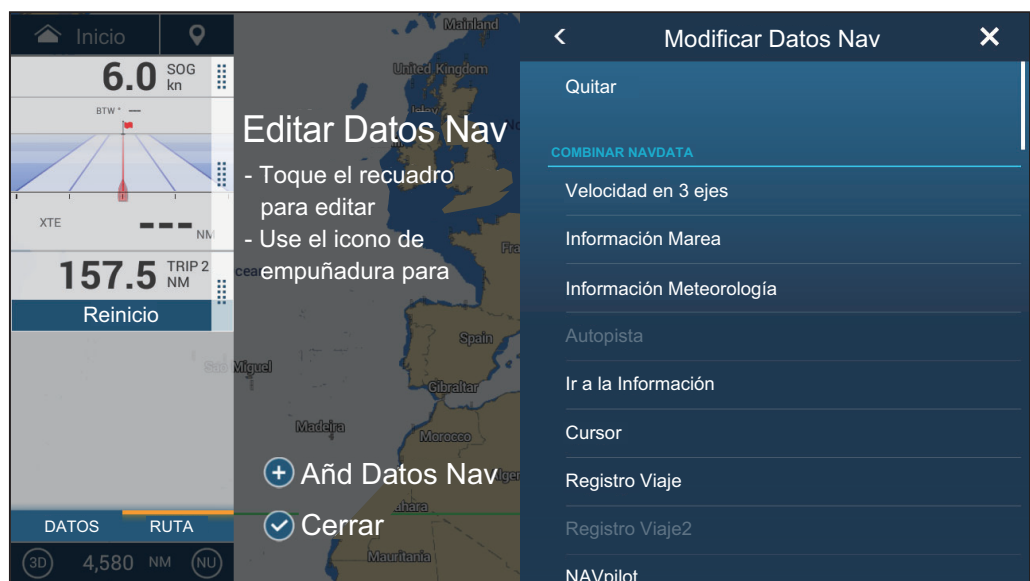 Inicio
6.0 SOG kn
BTW ° ---
XTE --- NM
157.5 TRIP 2 NM
Reinicio
DATOS RUTA
3D 4,580 NM NU
Mainland
United Kingdom
Islay
Spain
Gibraltar
Miguel
Madeira
Morocco
Mauritania
Editar Datos Nav
- Toque el recuadro
para editar
- Use el icono de
empuñadura para
Añd Datos Nav
Cerrar
Modificar Datos Nav
Quitar
COMBINAR NAVDATA
Velocidad en 3 ejes
Información Marea
Información Meteorología
Autopista
Ir a la Información
Cursor
Registro Viaje
Registro Viaje2
NAVpilot